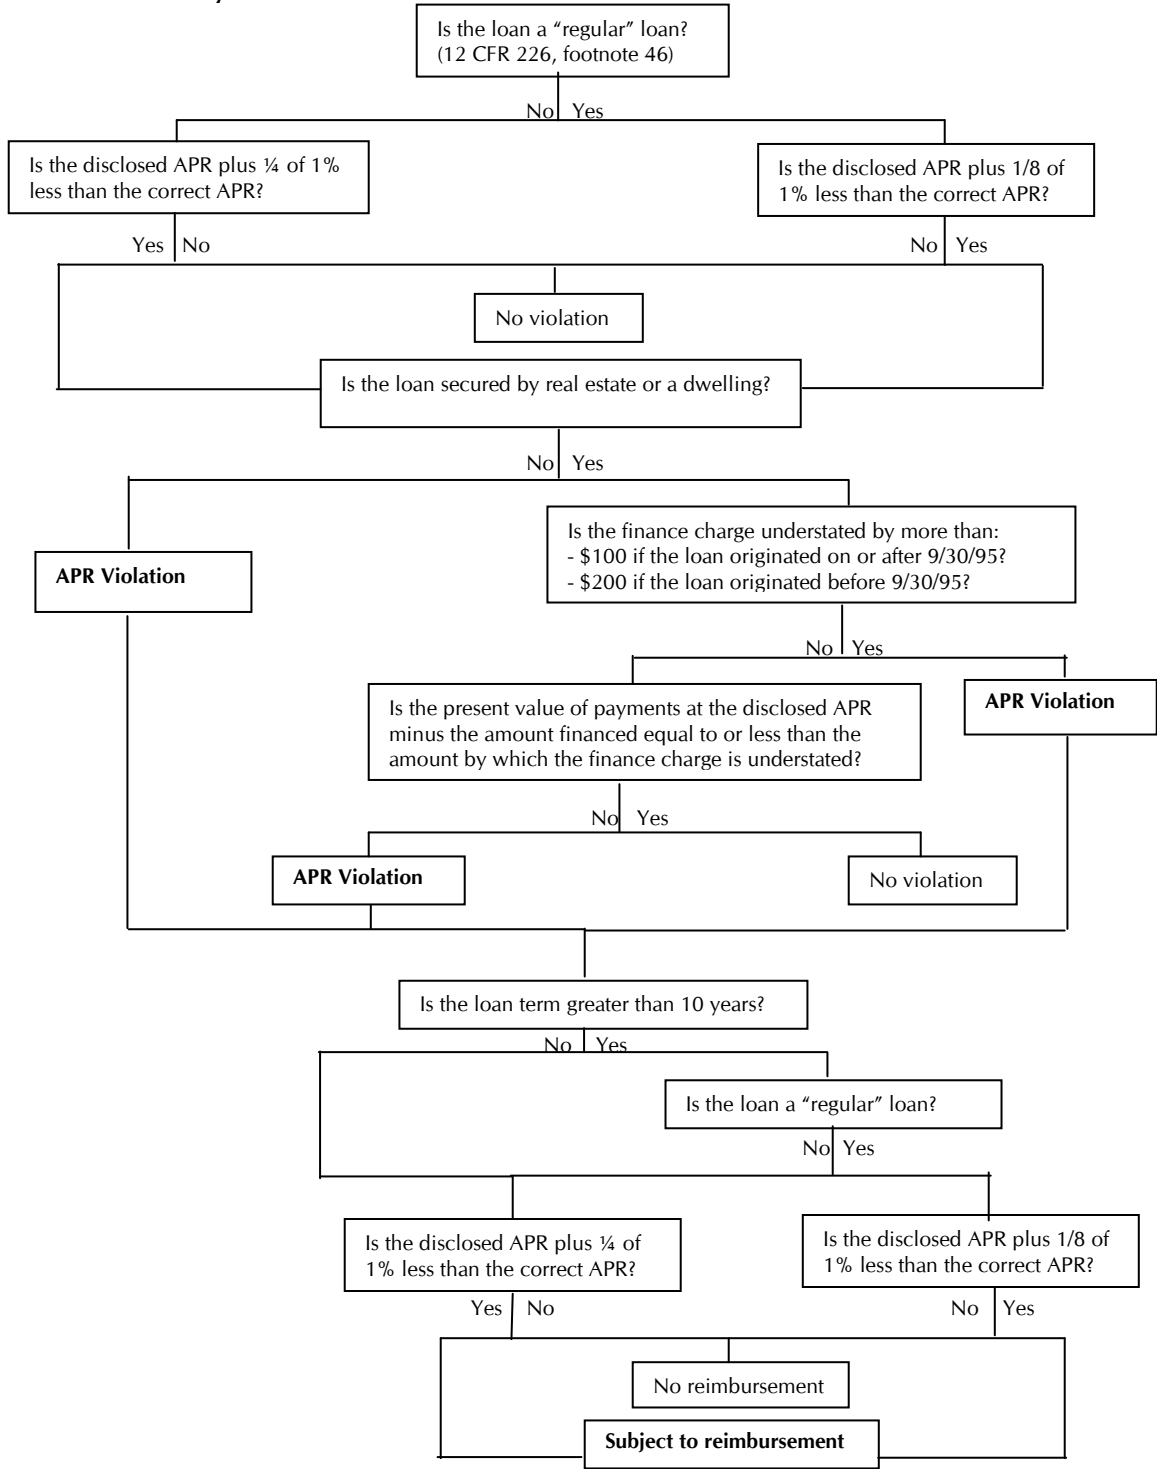 Is the loan a “regular” loan?
(12 CFR 226, footnote 46)
No Yes
Is the disclosed APR plus ¼ of 1%
less than the correct APR?
Is the disclosed APR plus 1/8 of
1% less than the correct APR?
Yes No
No Yes
No violation
Is the loan secured by real estate or a dwelling?
No Yes
APR Violation
Is the finance charge understated by more than:
- $100 if the loan originated on or after 9/30/95?
- $200 if the loan originated before 9/30/95?
No Yes
Is the present value of payments at the disclosed APR
minus the amount financed equal to or less than the
amount by which the finance charge is understated?
APR Violation
No Yes
APR Violation
No violation
Is the loan term greater than 10 years?
No Yes
Is the loan a “regular” loan?
No Yes
Is the disclosed APR plus ¼ of
1% less than the correct APR?
Is the disclosed APR plus 1/8 of
1% less than the correct APR?
Yes No
No Yes
No reimbursement
Subject to reimbursement